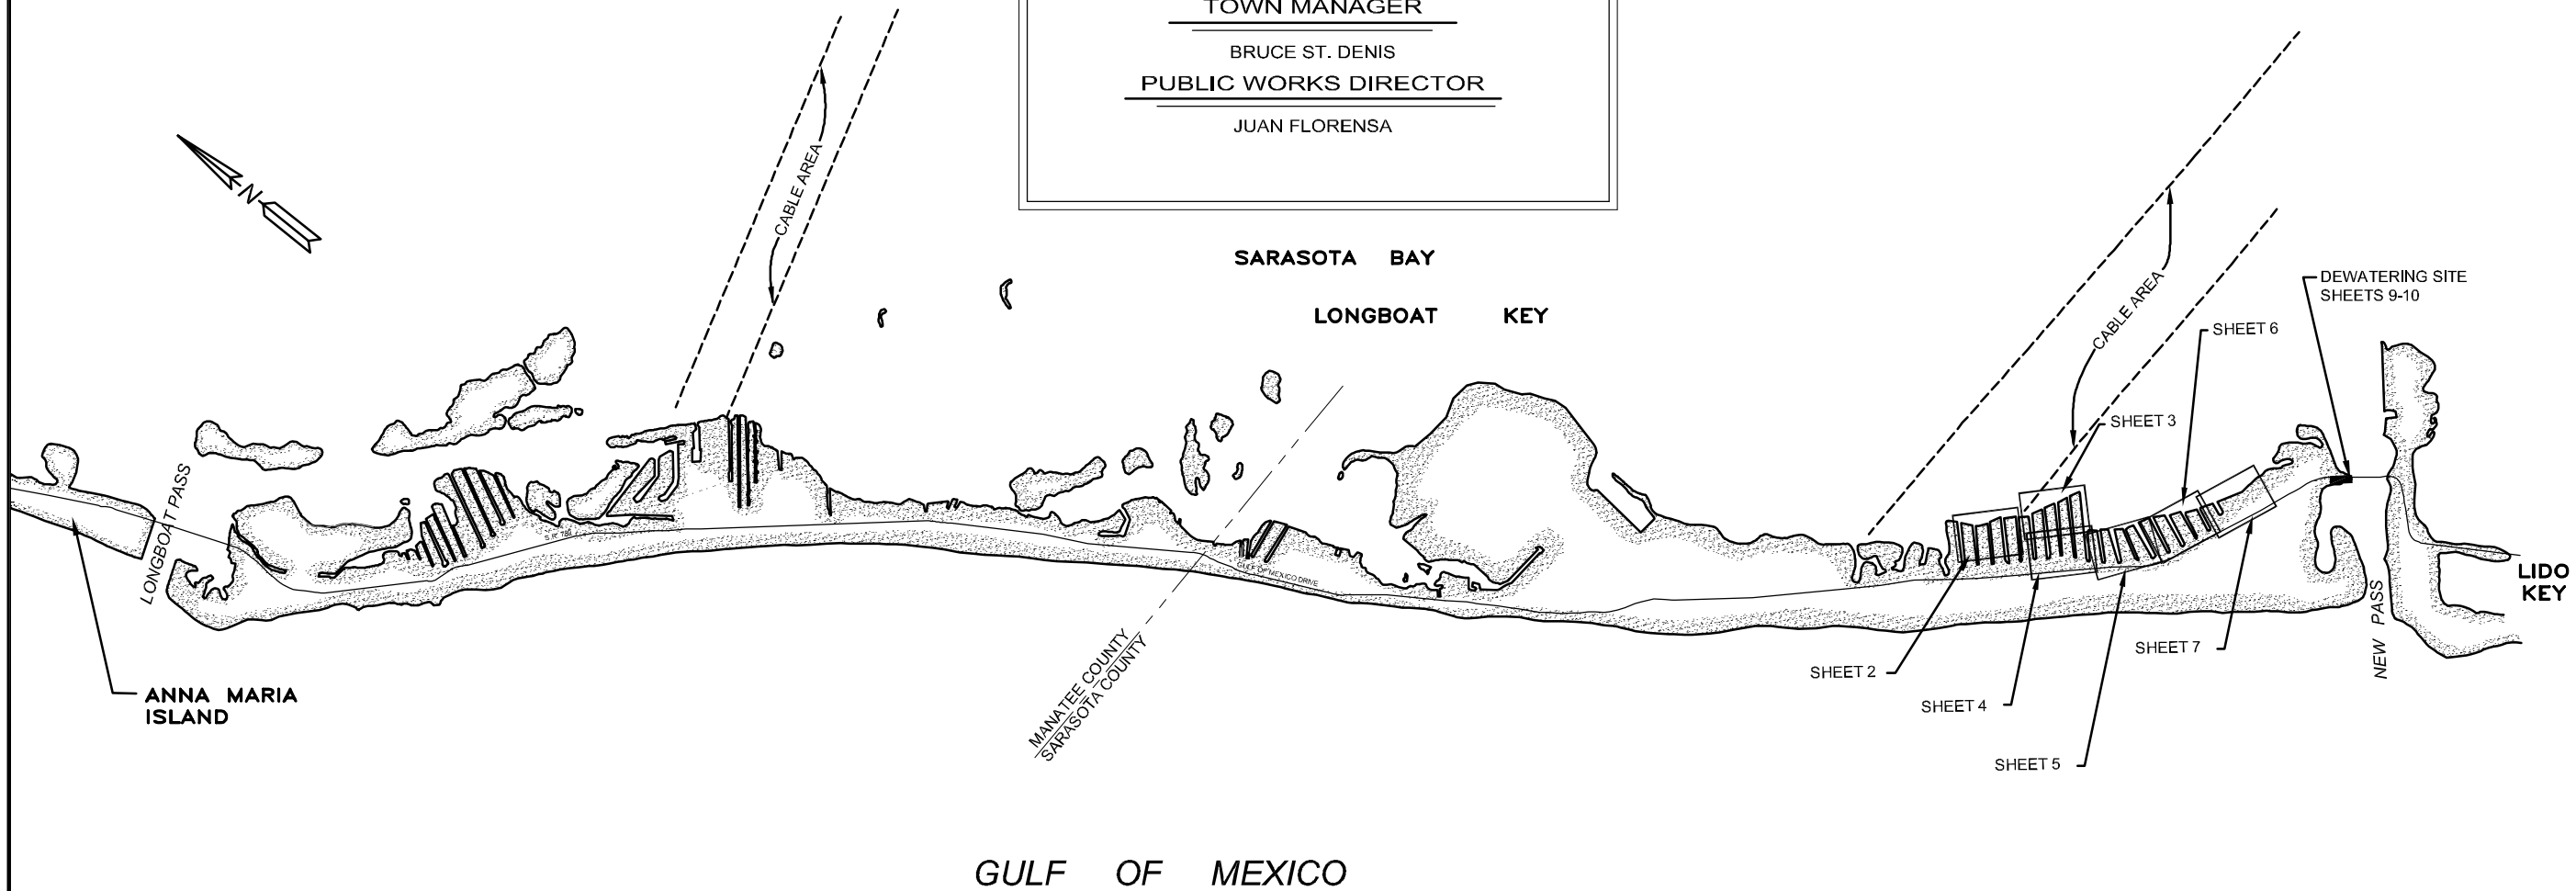 TOWN MANAGER
BRUCE ST. DENIS
PUBLIC WORKS DIRECTOR
JUAN FLORENSA
N
CABLE AREA
SARASOTA BAY
LONGBOAT KEY
CABLE AREA
DEWATERING SITE
SHEETS 9-10
SHEET 6
SHEET 3
LONGBOAT PASS
S.R. 789
GULF OF MEXICO DRIVE
LIDO
KEY
NEW PASS
SHEET 7
SHEET 2
SHEET 4
SHEET 5
MANATEE COUNTY
SARASOTA COUNTY
ANNA MARIA
ISLAND
GULF OF MEXICO